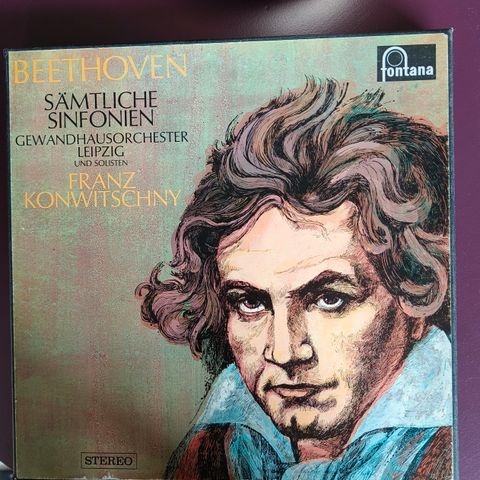 BEETHOVEN
fontana
SÄMTLICHE
SINFONIEN
GEWANDHAUSORCHESTER
LEIPZIG
UND SOLISTEN
FRANZ
KONWITSCHNY
STEREO